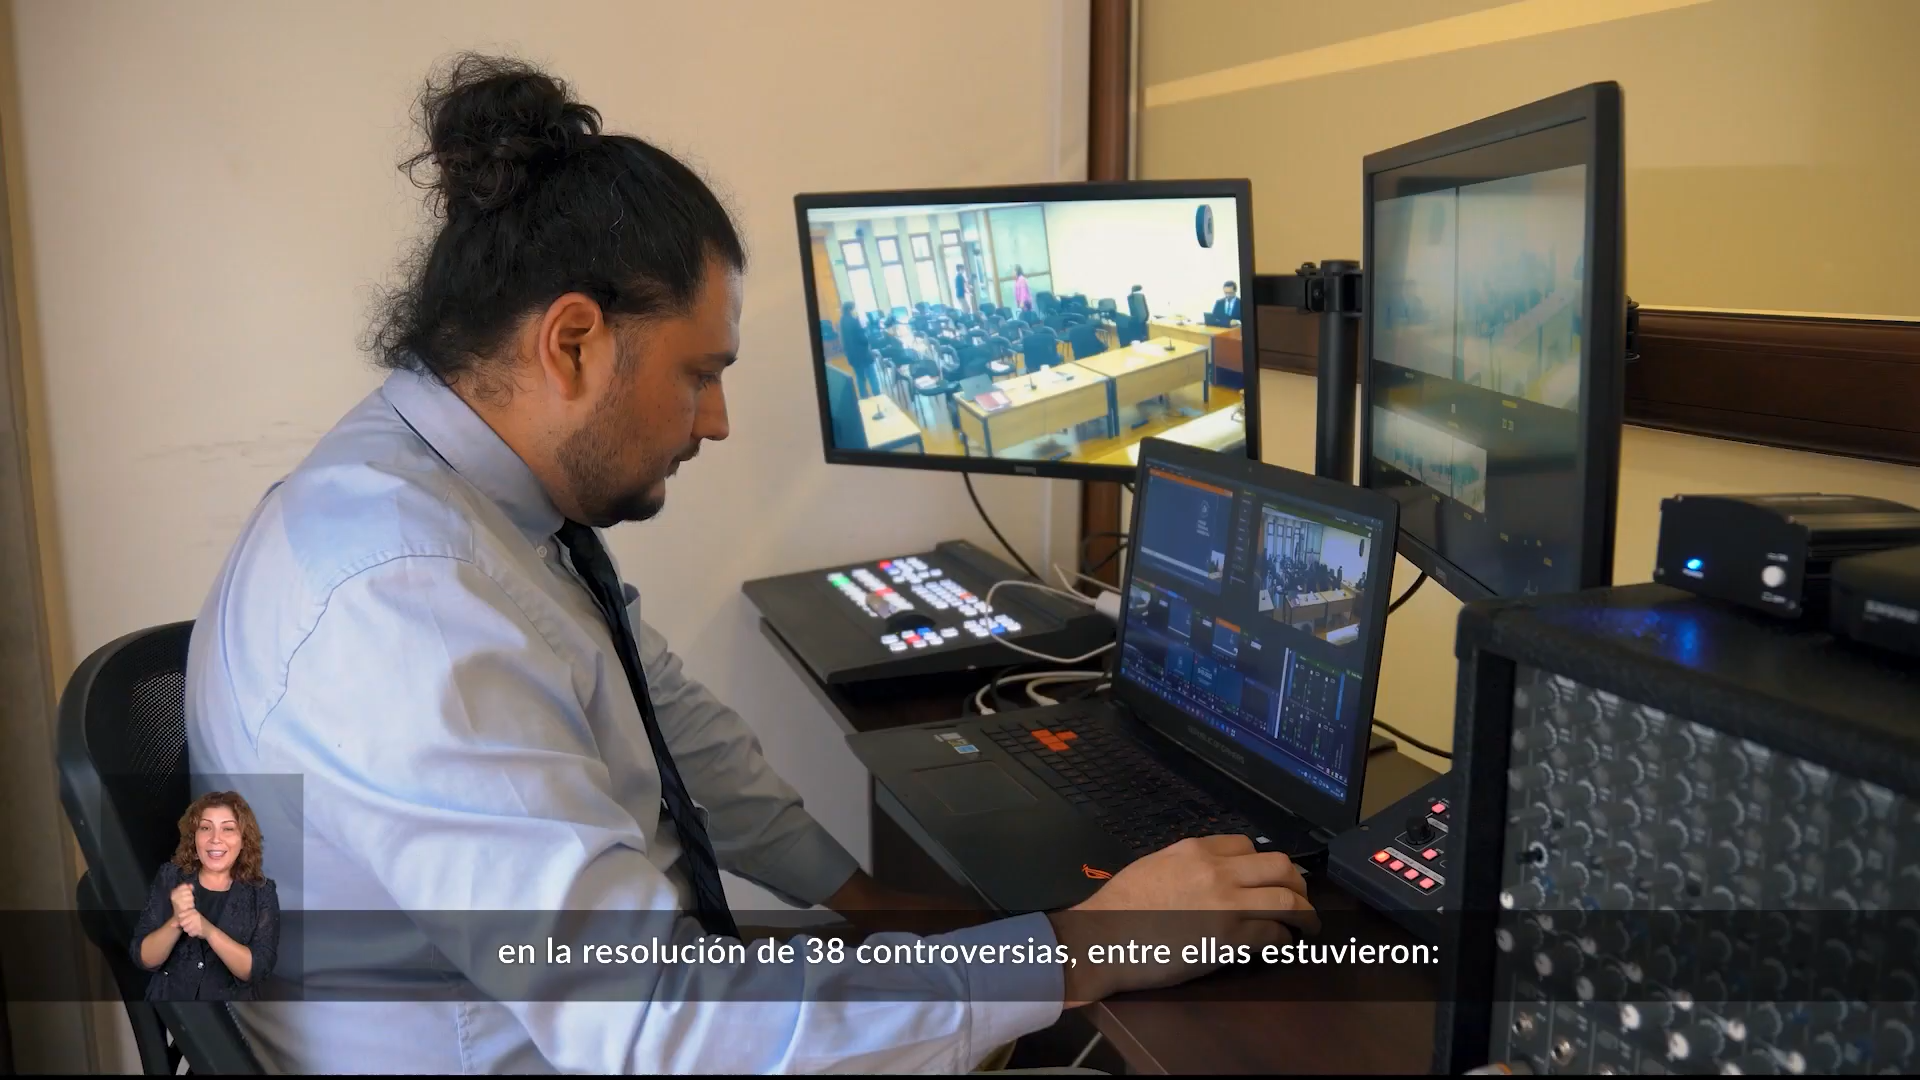 en la resolución de 38 controversias, entre ellas estuvieron: